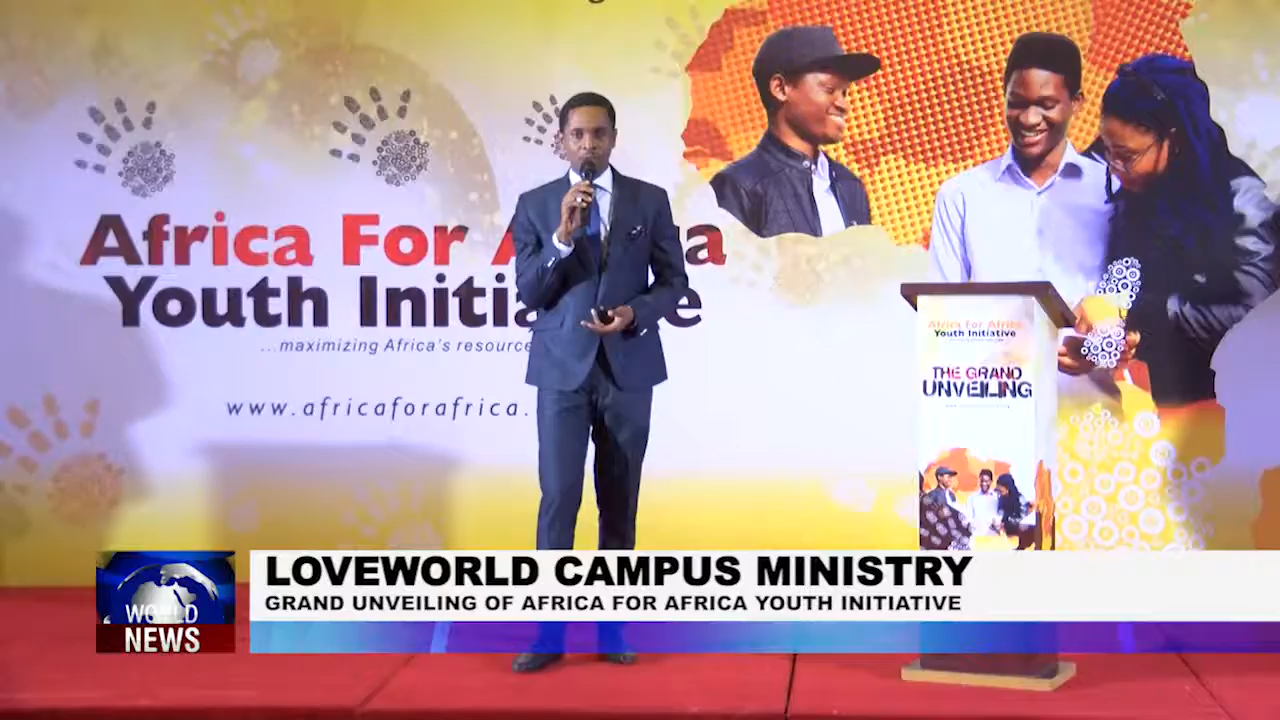 Africa For A ca
Youth Initia e
...maximizing Africa's resource
www.africaforafrica.
Africa For Africa
Youth Initiative
THE GRAND
UNVEILING
LOVEWORLD CAMPUS MINISTRY
GRAND UNVEILING OF AFRICA FOR AFRICA YOUTH INITIATIVE
WORLD
NEWS